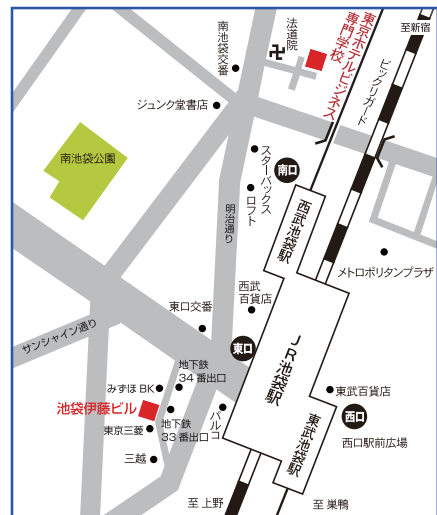 至新宿
南池袋交番
法道院
卍
東京ホテルビジネス
専門学校
ビックリガード
ジュンク堂書店
南池袋公園
スターバックス
ロフト
南口
明治通り
西武池袋駅
メトロポリタンプラザ
西武
百貨店
東口交番
サンシャイン通り
東口
JR池袋駅
地下鉄
34番出口
みずほBK
池袋伊藤ビル
東京三菱
地下鉄
33番出口
パルコ
三越
東武百貨店
西口
西口駅前広場
東武池袋駅
至 上野
至 巣鴨